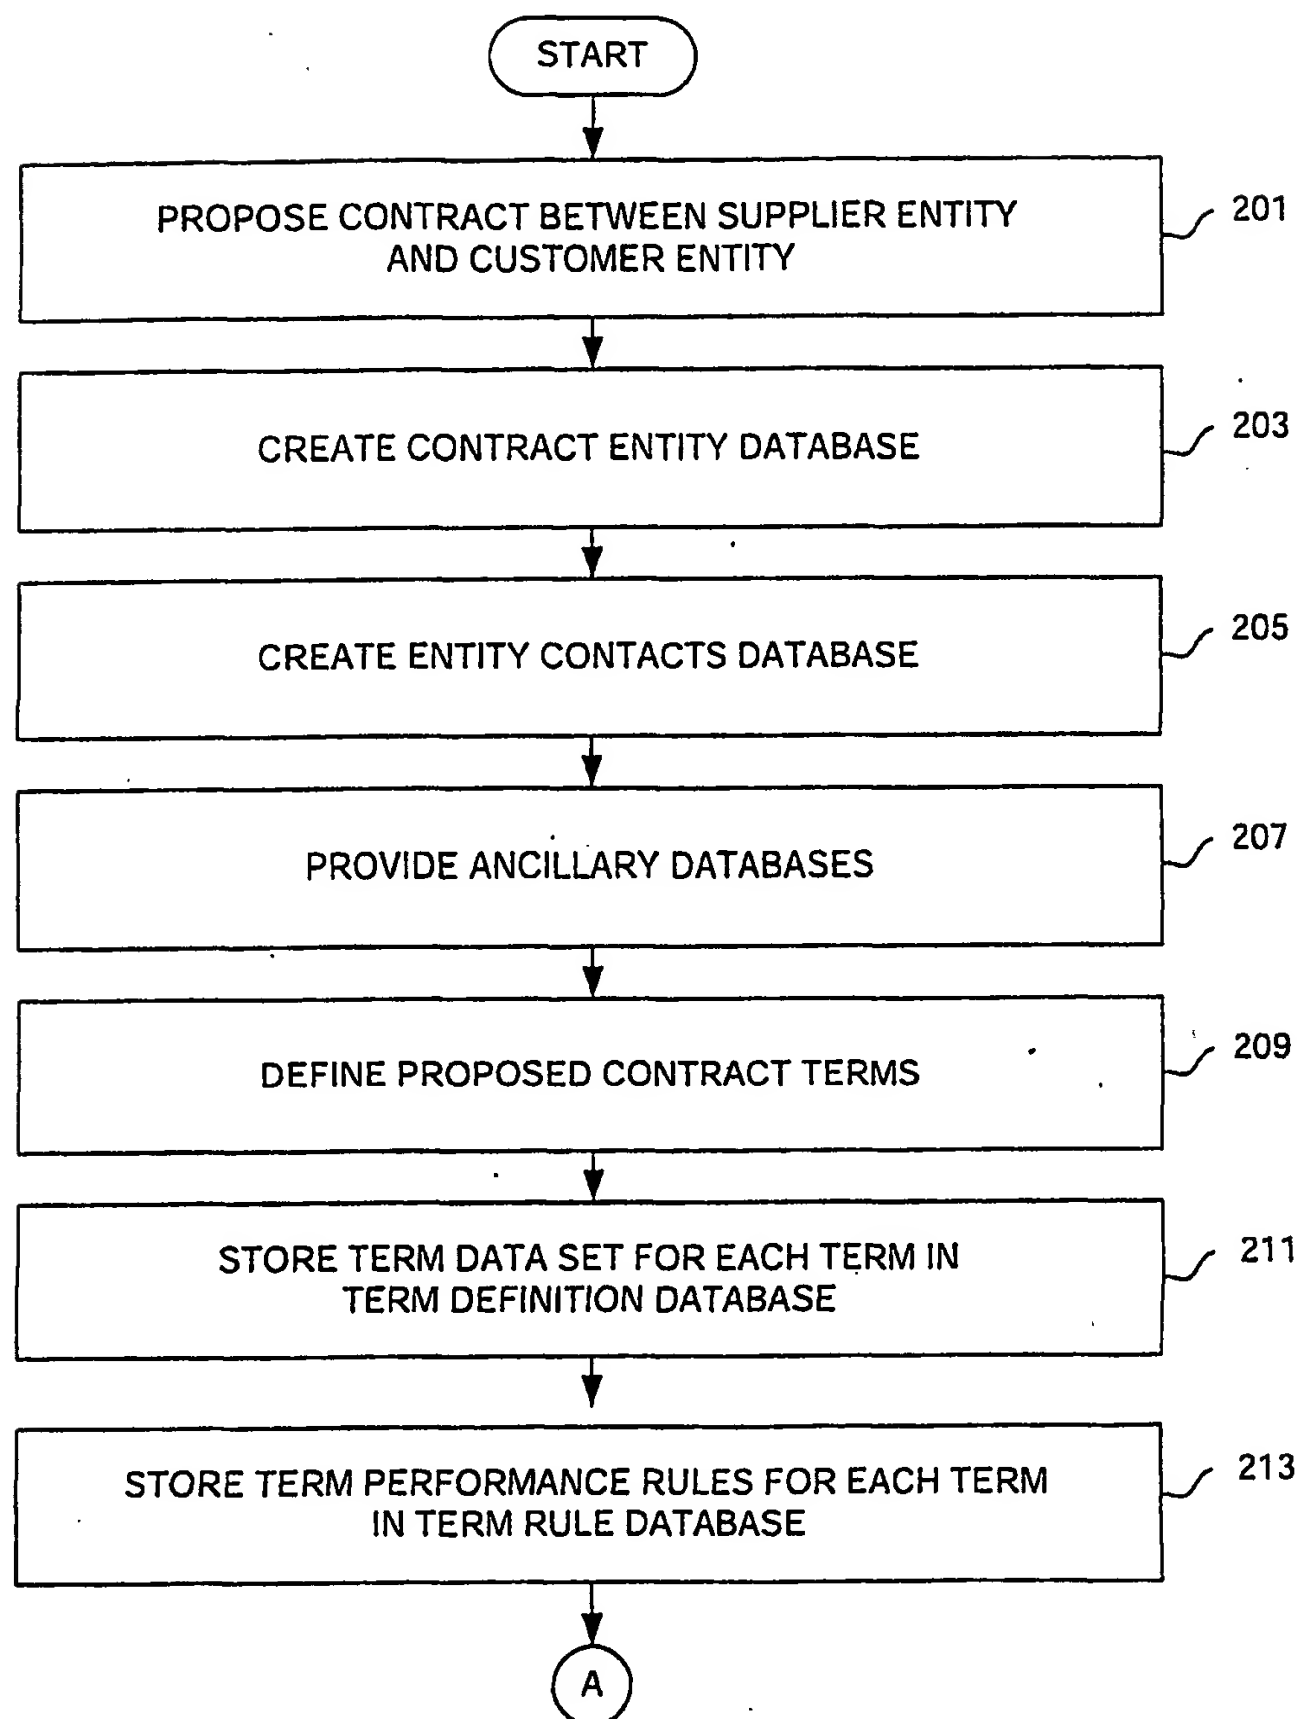 START
PROPOSE CONTRACT BETWEEN SUPPLIER ENTITY
AND CUSTOMER ENTITY
201
CREATE CONTRACT ENTITY DATABASE
203
CREATE ENTITY CONTACTS DATABASE
205
PROVIDE ANCILLARY DATABASES
207
DEFINE PROPOSED CONTRACT TERMS
209
STORE TERM DATA SET FOR EACH TERM IN
TERM DEFINITION DATABASE
211
STORE TERM PERFORMANCE RULES FOR EACH TERM
IN TERM RULE DATABASE
213
A